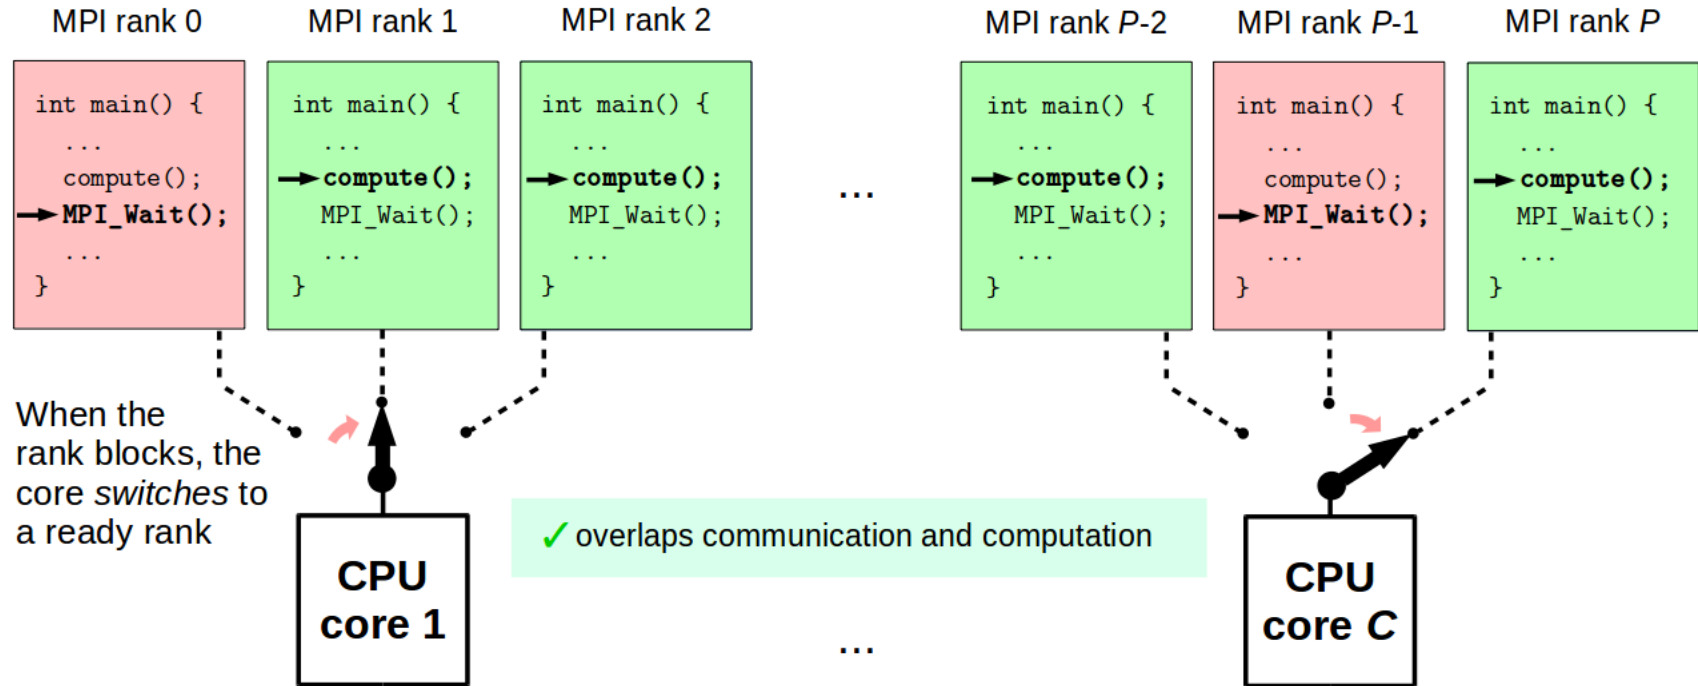 MPI rank 0
int main() {
...
compute();
MPI_Wait();
...
}
MPI rank 1
int main() {
...
compute();
MPI_Wait();
...
}
MPI rank 2
int main() {
...
compute();
MPI_Wait();
...
}
...
MPI rank P-2
int main() {
...
compute();
MPI_Wait();
...
}
MPI rank P-1
int main() {
...
compute();
MPI_Wait();
...
}
MPI rank P
int main() {
...
compute();
MPI_Wait();
...
}
When the
rank blocks, the
core switches to
a ready rank
CPU
core 1
✓ overlaps communication and computation
...
CPU
core C